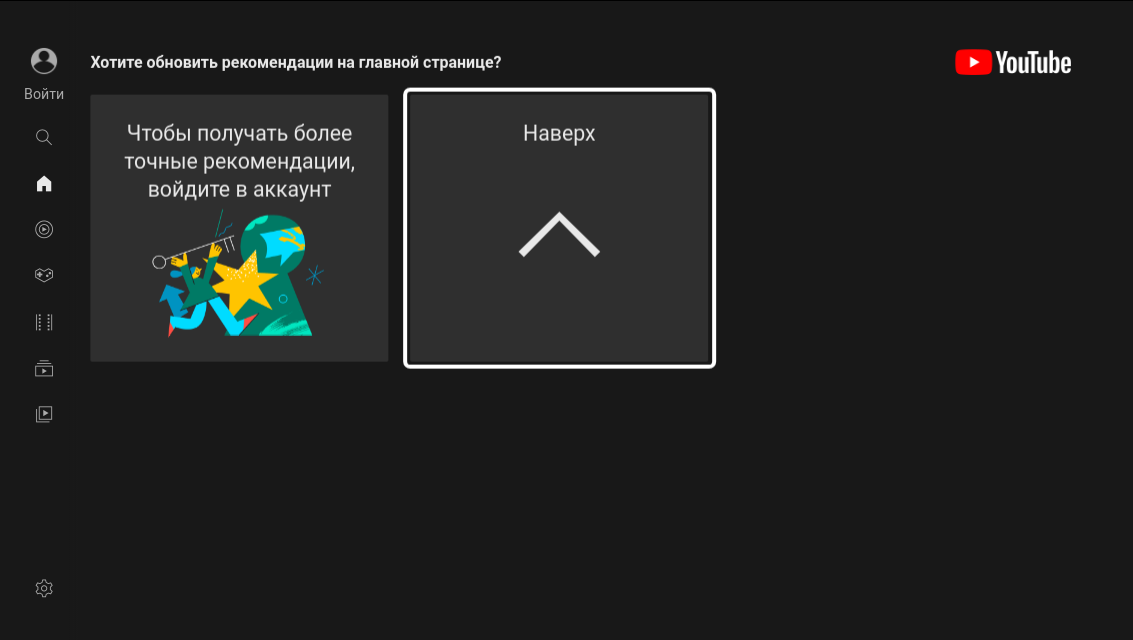 Хотите обновить рекомендации на главной странице?
YouTube
Войти
Чтобы получать более
точные рекомендации,
войдите в аккаунт
Наверх